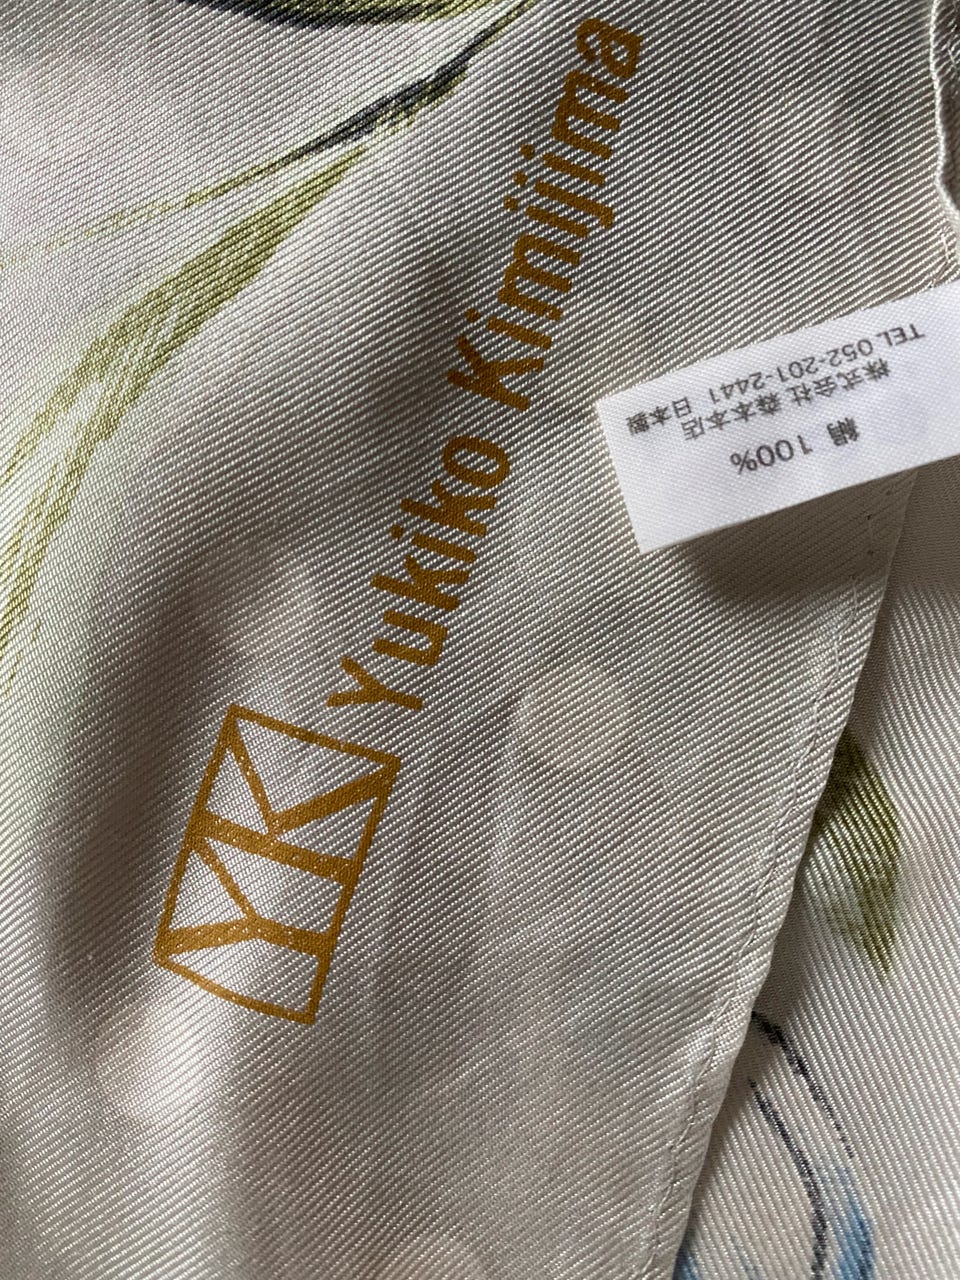 YK Yukiko Kimijima
絹 100%
株式会社 森本本店 日本製
TEL 052-201-2441